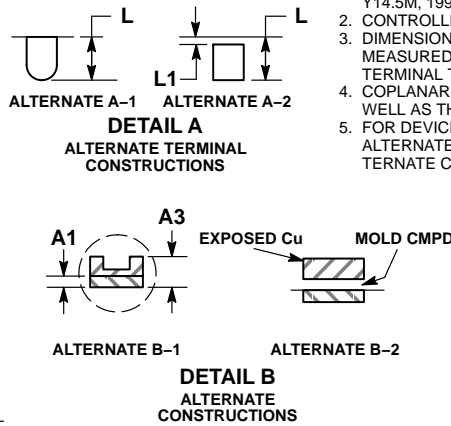 L
L
L1
ALTERNATE A–1
ALTERNATE A–2
DETAIL A
ALTERNATE TERMINAL
CONSTRUCTIONS
2. CONTROLL
3. DIMENSION
MEASURED
TERMINAL T
4. COPLANAR
WELL AS TH
5. FOR DEVIC
ALTERNATE
TERNATE C
A1
A3
EXPOSED Cu
MOLD CMPD
ALTERNATE B–1
ALTERNATE B–2
DETAIL B
ALTERNATE
CONSTRUCTIONS